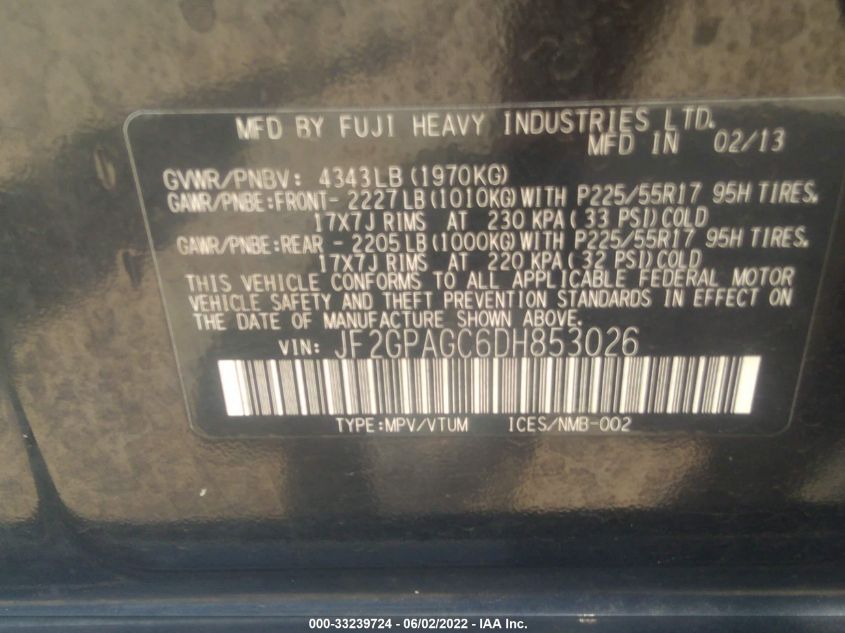 MFD BY FUJI HEAVY INDUSTRIES LTD.
MFD IN 02/13
GVWR/PNBV: 4343LB (1970KG)
GAWR/PNBE:FRONT- 2227 LB (1010KG) WITH P225/55R17 95H TIRES,
17X7J RIMS AT 230 KPA ( 33 PSI) COLD
GAWR/PNBE:REAR - 2205 LB (1000KG) WITH P225/55R17 95H TIRES,
17X7J RIMS AT 220 KPA ( 32 PSI) COLD
THIS VEHICLE CONFORMS TO ALL APPLICABLE FEDERAL MOTOR
VEHICLE SAFETY AND THEFT PREVENTION STANDARDS IN EFFECT ON
THE DATE OF MANUFACTURE SHOWN ABOVE.
VIN: JF2GPAGC6DH853026
TYPE:MPV/VTUM ICES/NMB-002
000-33239724 - 06/02/2022 - © IAA Inc.